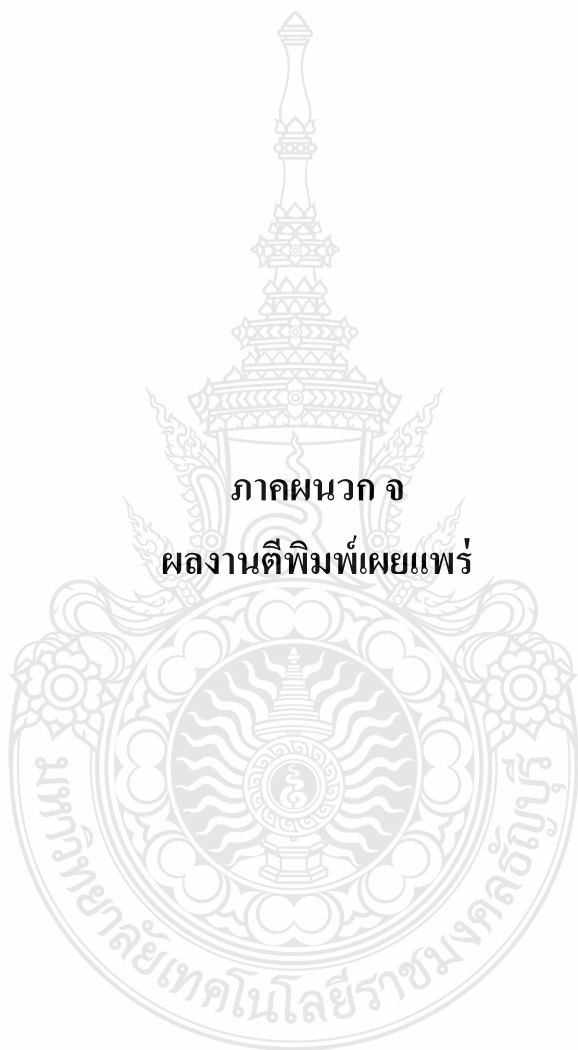 ภาคผนวก จ
ผลงานตีพิมพ์เผยแพร่
มหาวิทยาลัยเทคโนโลยีราชมงคลธัญบุรี